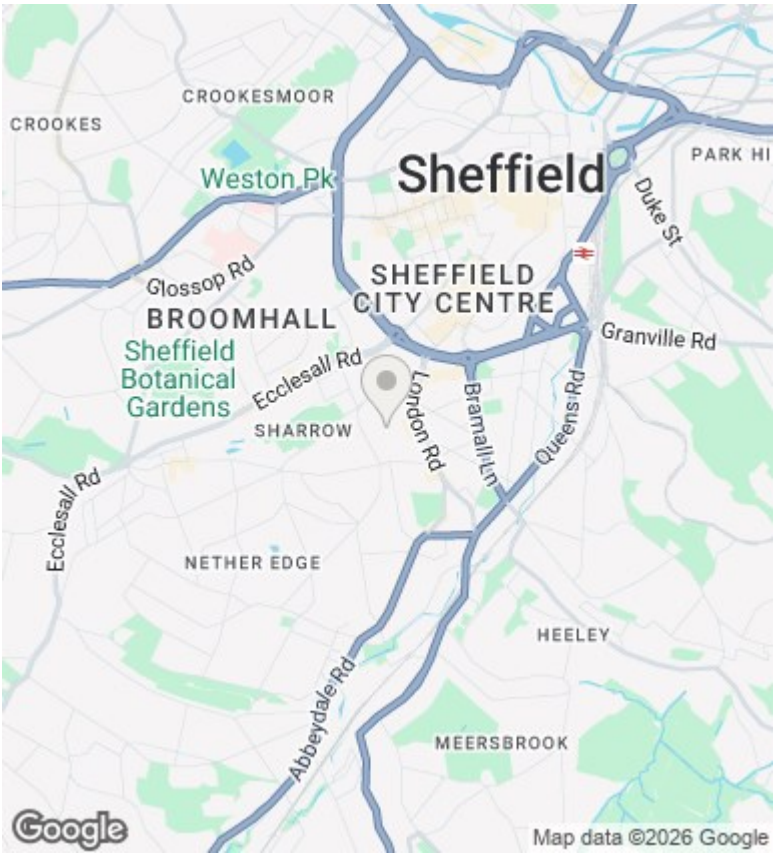 CROOKESMOOR
CROOKES
Weston Pk
Sheffield
PARK HI
Duke St
Glossop Rd
SHEFFIELD
CITY CENTRE
BROOMHALL
Granville Rd
Sheffield
Botanical
Gardens
Ecclesall Rd
London Rd
Bramall Ln
Queens Rd
SHARROW
Ecclesall Rd
NETHER EDGE
HEELEY
Abbeydale Rd
MEERSBROOK
Google
Map data ©2026 Google